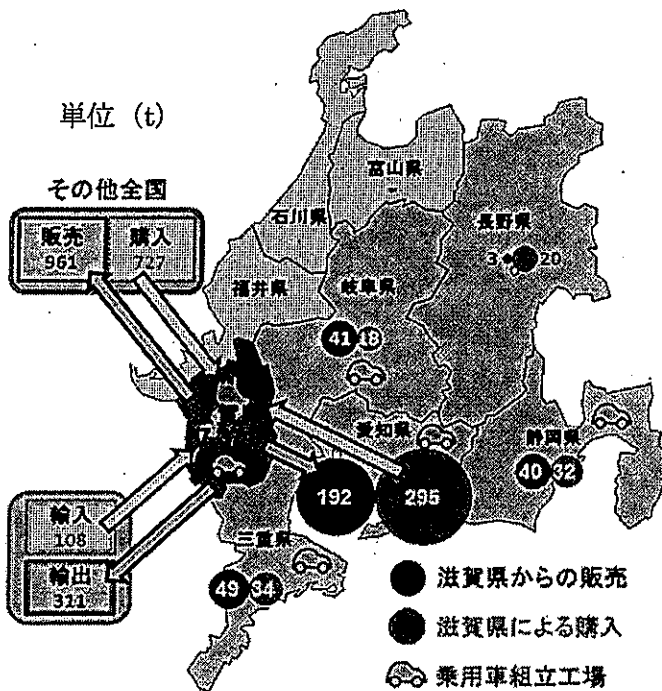 単位（t）
その他全国
販売 購入
961 727
富山県
石川県
長野県
3 20
福井県
岐阜県
41 18
愛知県
静岡県
192 295
40 32
輸入
108
輸出
311
三重県
49 34
滋賀県からの販売
滋賀県による購入
乗用車組立工場